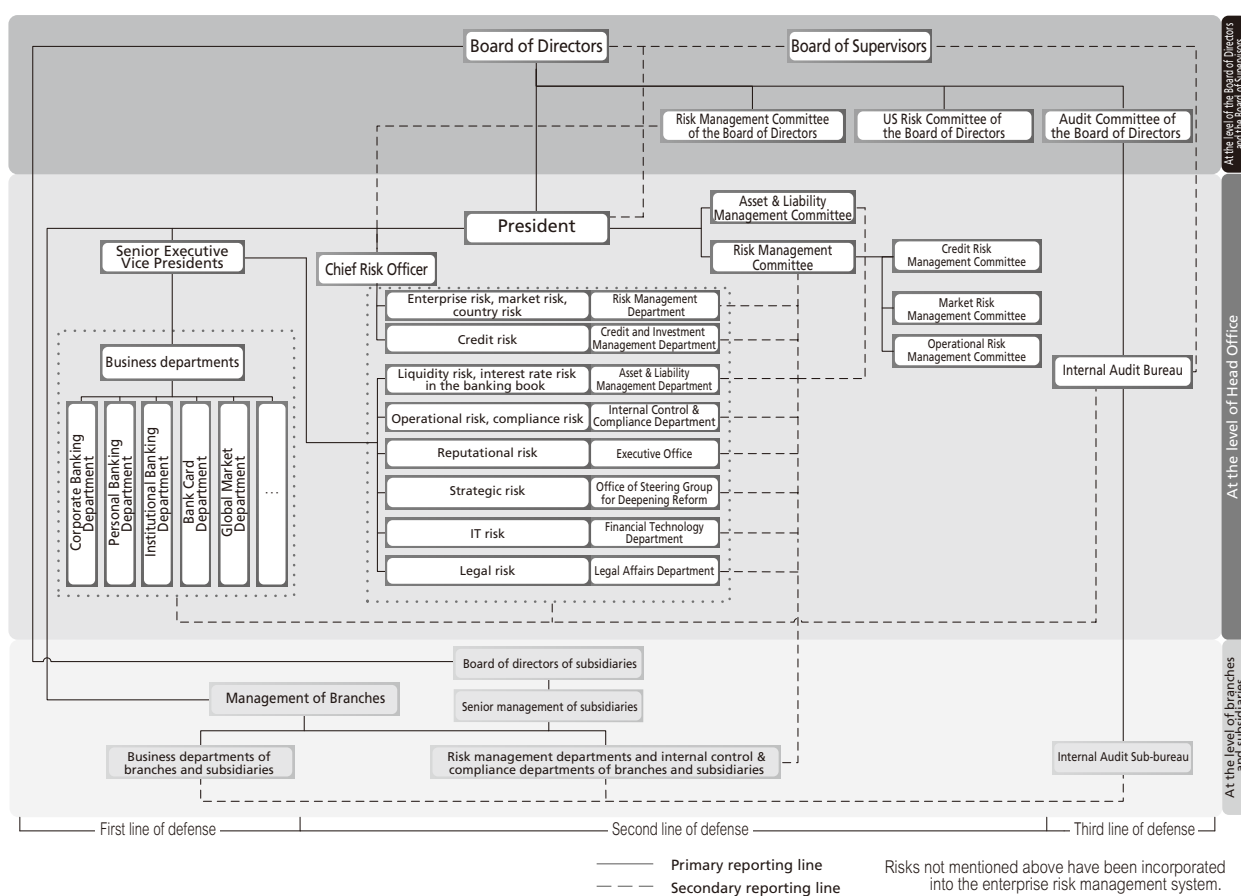 Board of Directors
Board of Supervisors
Risk Management Committee
of the Board of Directors
US Risk Committee of
the Board of Directors
Audit Committee of
the Board of Directors
At the level of the Board of Directors
and the Board of Supervisors
President
Asset & Liability
Management Committee
Risk Management
Committee
Credit Risk
Management Committee
Market Risk
Management Committee
Operational Risk
Management Committee
Senior Executive
Vice Presidents
Chief Risk Officer
Enterprise risk, market risk,
country risk
Risk Management
Department
Credit risk
Credit and Investment
Management Department
Liquidity risk, interest rate risk
in the banking book
Asset & Liability
Management Department
Operational risk, compliance risk
Internal Control &
Compliance Department
Reputational risk
Executive Office
Strategic risk
Office of Steering Group
for Deepening Reform
IT risk
Financial Technology
Department
Legal risk
Legal Affairs Department
Business departments
Corporate Banking
Department
Personal Banking
Department
Institutional Banking
Department
Bank Card
Department
Global Market
Department
...
Internal Audit Bureau
At the level of Head Office
Board of directors of subsidiaries
Management of Branches
Senior management of subsidiaries
Business departments of
branches and subsidiaries
Risk management departments and internal control &
compliance departments of branches and subsidiaries
Internal Audit Sub-bureau
At the level of branches
and subsidiaries
First line of defense
Second line of defense
Third line of defense
Primary reporting line
Secondary reporting line
Risks not mentioned above have been incorporated
into the enterprise risk management system.